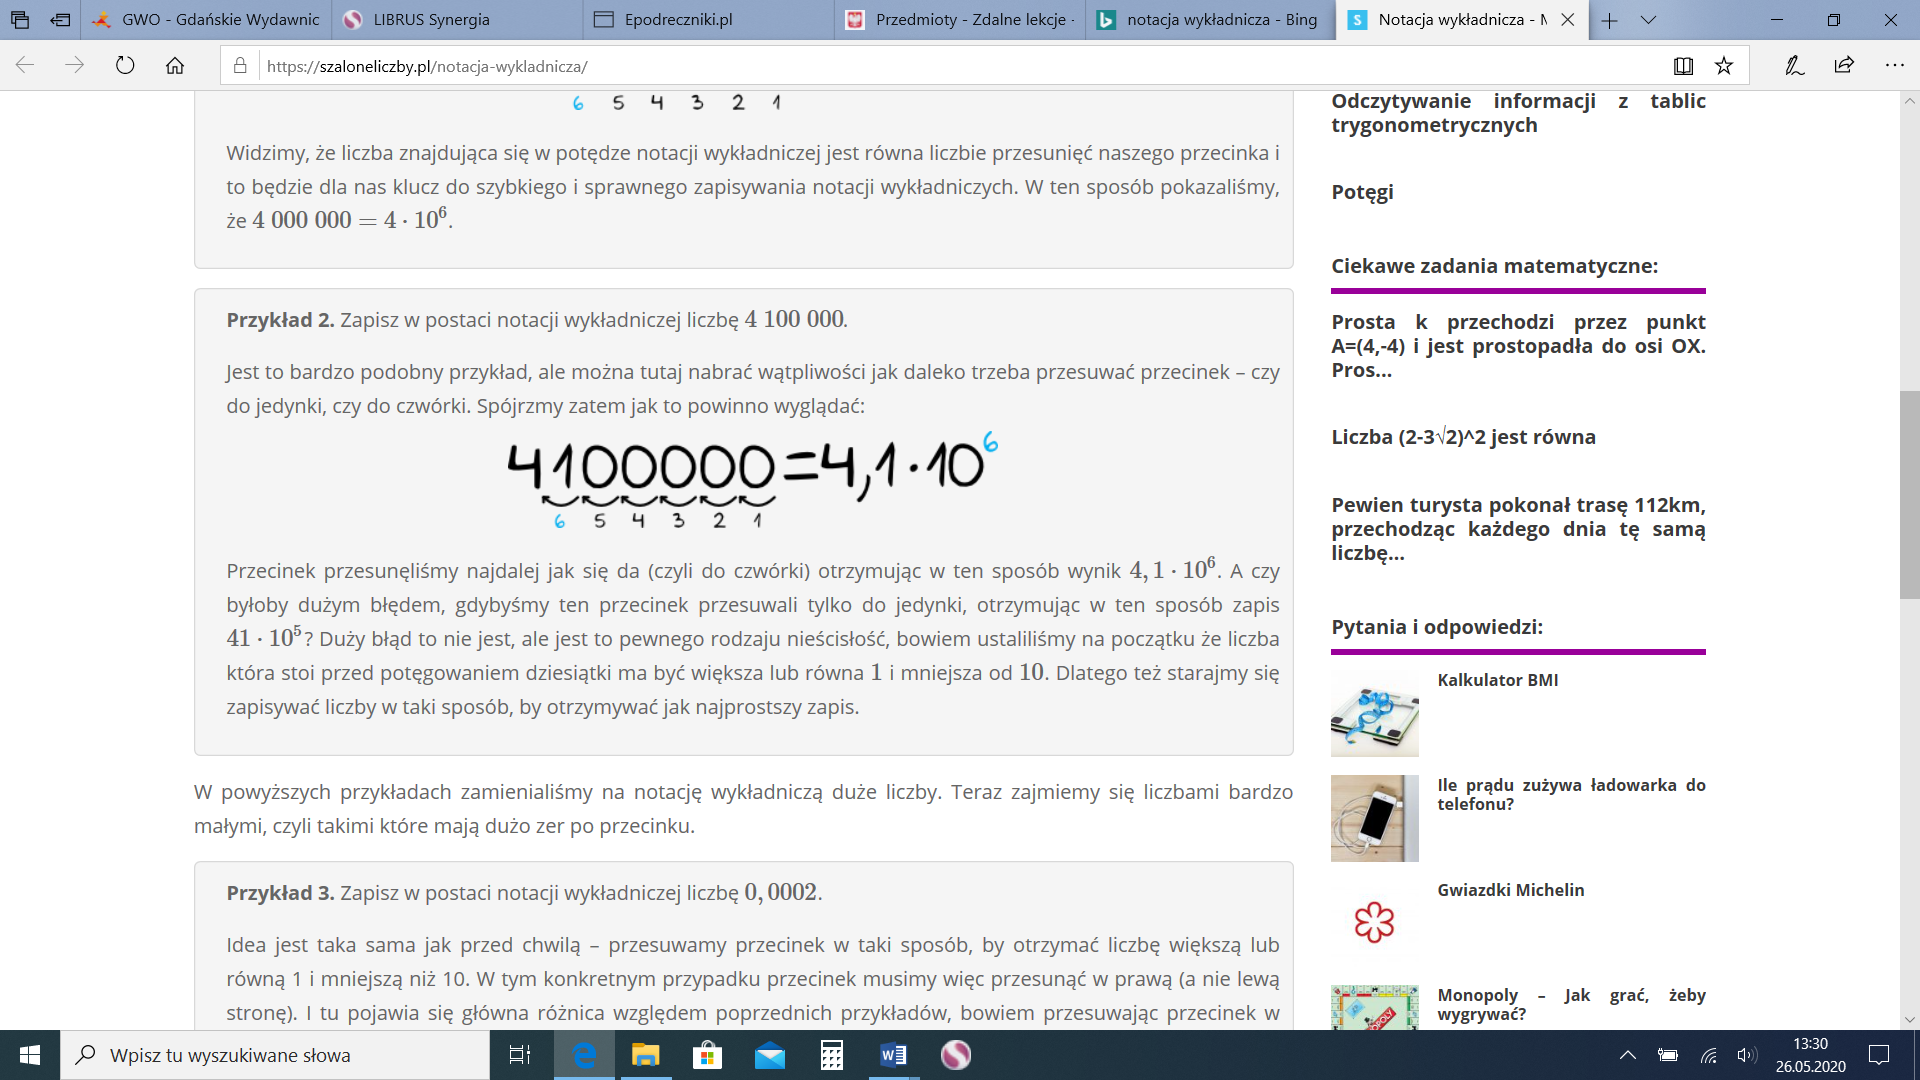 GWO - Gdańskie Wydawnic
LIBRUS Synergia
Epodreczniki.pl
Przedmioty - Zdalne lekcje -
notacja wykładnicza - Bing
Notacja wykładnicza - M
https://szaloneliczby.pl/notacja-wykladnicza/
6 5 4 3 2 1
Widzimy, że liczba znajdująca się w potędze notacji wykładniczej jest równa liczbie przesunięć naszego przecinka i
to będzie dla nas klucz do szybkiego i sprawnego zapisywania notacji wykładniczych. W ten sposób pokazaliśmy,
że 4 000 000 = 4 · 10⁶.
Przykład 2. Zapisz w postaci notacji wykładniczej liczbę 4 100 000.
Jest to bardzo podobny przykład, ale można tutaj nabrać wątpliwości jak daleko trzeba przesuwać przecinek – czy
do jedynki, czy do czwórki. Spójrzmy zatem jak to powinno wyglądać:
4100000=4,1·10⁶
6 5 4 3 2 1
Przecinek przesunęliśmy najdalej jak się da (czyli do czwórki) otrzymując w ten sposób wynik 4,1 · 10⁶. A czy
byłoby dużym błędem, gdybyśmy ten przecinek przesuwali tylko do jedynki, otrzymując w ten sposób zapis
41 · 10⁵? Duży błąd to nie jest, ale jest to pewnego rodzaju nieścisłość, bowiem ustaliliśmy na początku że liczba
która stoi przed potęgowaniem dziesiątki ma być większa lub równa 1 i mniejsza od 10. Dlatego też starajmy się
zapisywać liczby w taki sposób, by otrzymywać jak najprostszy zapis.
W powyższych przykładach zamienialiśmy na notację wykładniczą duże liczby. Teraz zajmiemy się liczbami bardzo
małymi, czyli takimi które mają dużo zer po przecinku.
Przykład 3. Zapisz w postaci notacji wykładniczej liczbę 0,0002.
Idea jest taka sama jak przed chwilą – przesuwamy przecinek w taki sposób, by otrzymać liczbę większą lub
równą 1 i mniejszą niż 10. W tym konkretnym przypadku przecinek musimy więc przesunąć w prawą (a nie lewą
stronę). I tu pojawia się główna różnica względem poprzednich przykładów, bowiem przesuwając przecinek w
Odczytywanie informacji z tablic
trygonometrycznych
Potęgi
Ciekawe zadania matematyczne:
Prosta k przechodzi przez punkt
A=(4,-4) i jest prostopadła do osi OX.
Pros...
Liczba (2-3√2)^2 jest równa
Pewien turysta pokonał trasę 112km,
przechodząc każdego dnia tę samą
liczbę...
Pytania i odpowiedzi:
Kalkulator BMI
Ile prądu zużywa ładowarka do
telefonu?
Gwiazdki Michelin
Monopoly – Jak grać, żeby
wygrywać?
MONOPOLY
Wpisz tu wyszukiwane słowa
13:30
26.05.2020